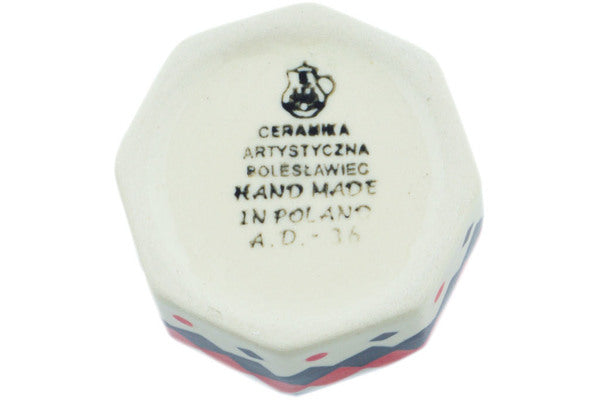 CERAMIKA
ARTYSTYCZNA
BOLESŁAWIEC
HAND MADE
IN POLAND
A.D.-36